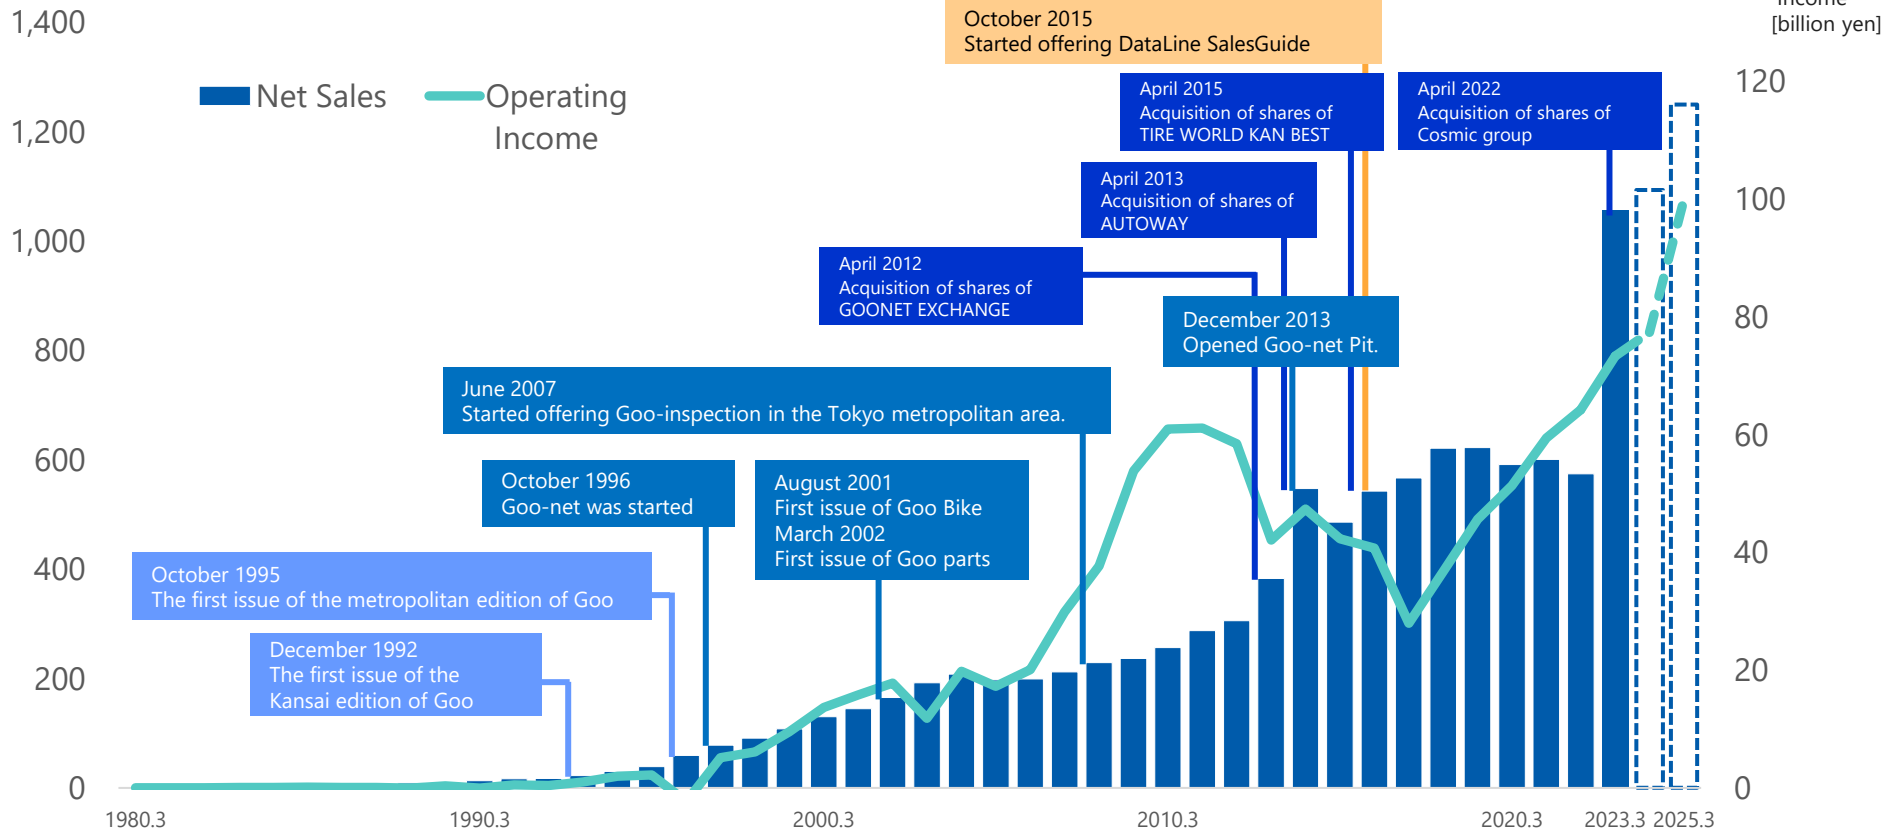 1,400
1,200
1,000
800
600
400
200
0
Net Sales
Operating
Income
October 2015
Started offering DataLine SalesGuide
April 2015
Acquisition of shares of
TIRE WORLD KAN BEST
April 2022
Acquisition of shares of
Cosmic group
April 2013
Acquisition of shares of
AUTOWAY
April 2012
Acquisition of shares of
GOONET EXCHANGE
December 2013
Opened Goo-net Pit.
June 2007
Started offering Goo-inspection in the Tokyo metropolitan area.
October 1996
Goo-net was started
August 2001
First issue of Goo Bike
March 2002
First issue of Goo parts
October 1995
The first issue of the metropolitan edition of Goo
December 1992
The first issue of the
Kansai edition of Goo
Income
[billion yen]
120
100
80
60
40
20
0
1980.3
1990.3
2000.3
2010.3
2020.3
2023.3
2025.3